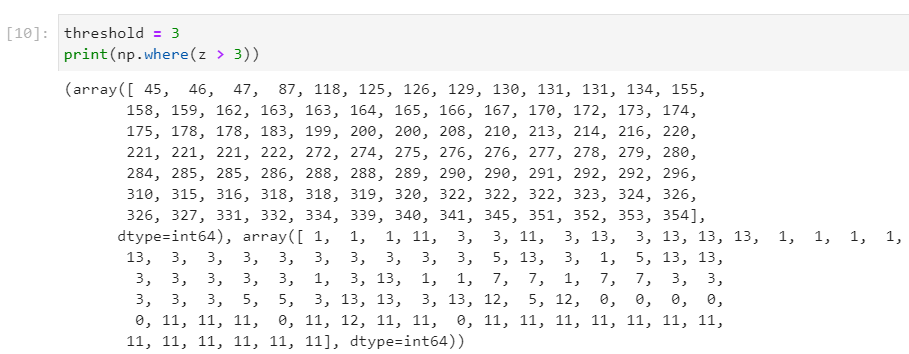 [10]: threshold = 3
print(np.where(z > 3))
(array([ 45, 46, 47, 87, 118, 125, 126, 129, 130, 131, 131, 134, 155,
158, 159, 162, 163, 163, 164, 165, 166, 167, 170, 172, 173, 174,
175, 178, 178, 183, 199, 200, 200, 208, 210, 213, 214, 216, 220,
221, 221, 221, 222, 272, 274, 275, 276, 276, 277, 278, 279, 280,
284, 285, 285, 286, 288, 288, 289, 290, 290, 291, 292, 292, 296,
310, 315, 316, 318, 318, 319, 320, 322, 322, 322, 323, 324, 326,
326, 327, 331, 332, 334, 339, 340, 341, 345, 351, 352, 353, 354],
dtype=int64), array([ 1, 1, 1, 11, 3, 3, 11, 3, 13, 3, 13, 13, 13, 1, 1, 1, 1,
13, 3, 3, 3, 3, 3, 3, 3, 3, 5, 13, 3, 1, 5, 13, 13,
3, 3, 3, 3, 3, 1, 3, 13, 1, 1, 7, 7, 1, 7, 7, 3, 3,
3, 3, 3, 5, 5, 3, 13, 13, 3, 13, 12, 5, 12, 0, 0, 0, 0,
0, 11, 11, 11, 0, 11, 12, 11, 11, 0, 11, 11, 11, 11, 11, 11, 11,
11, 11, 11, 11, 11, 11], dtype=int64))